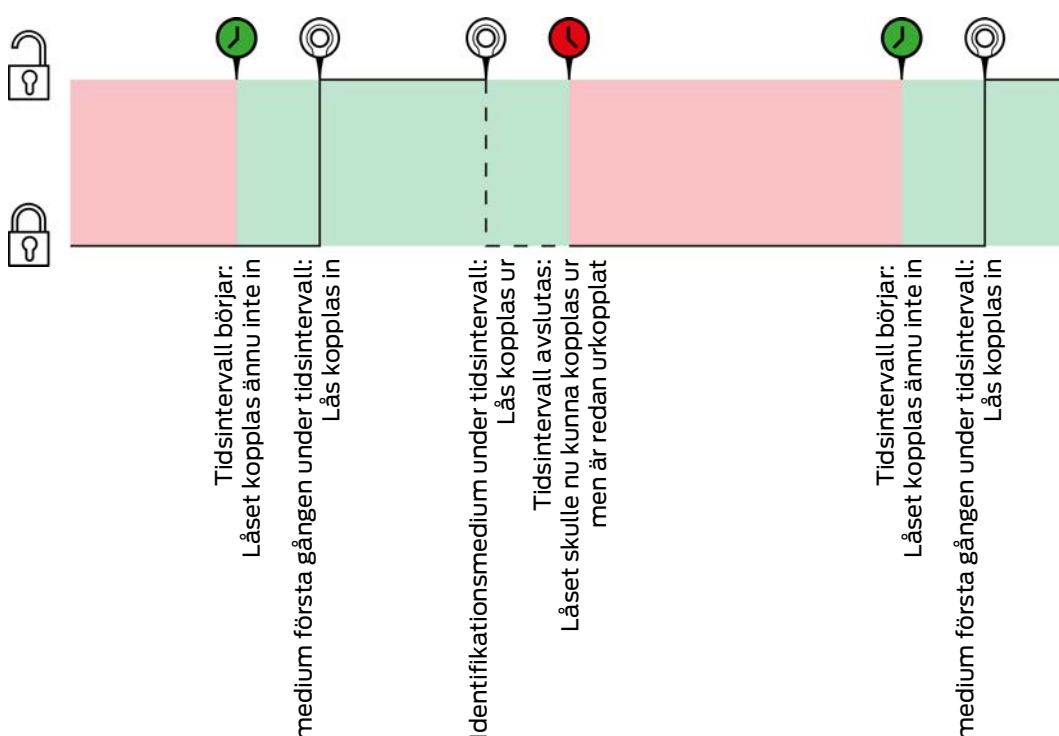 Tidsintervall börjar:
Låset kopplas ännu inte in
medium första gången under tidsintervall:
Lås kopplas in
Identifikationsmedium under tidsintervall:
Lås kopplas ur
Tidsintervall avslutas:
Låset skulle nu kunna kopplas ur
men är redan urkopplat
Tidsintervall börjar:
Låset kopplas ännu inte in
medium första gången under tidsintervall:
Lås kopplas in